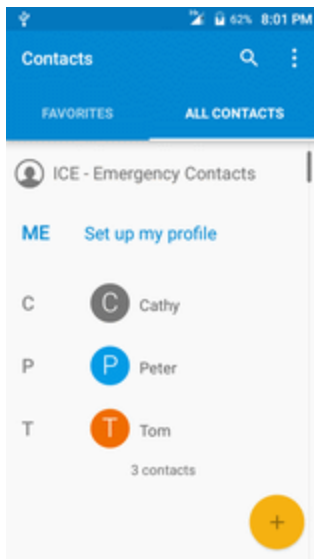 62% 8:01 PM
Contacts
FAVORITES ALL CONTACTS
ICE - Emergency Contacts
ME Set up my profile
C C Cathy
P P Peter
T T Tom
3 contacts
+